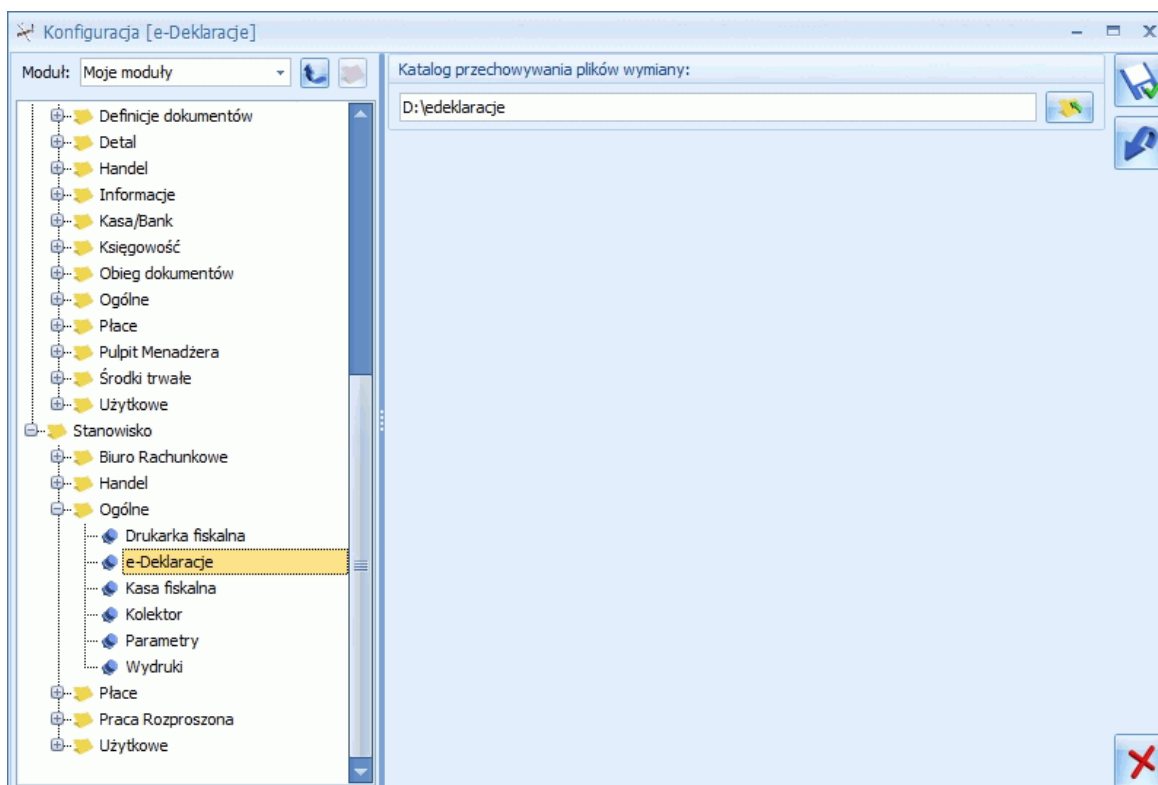 Konfiguracja [e-Deklaracje]
Moduł: Moje moduły
Katalog przechowywania plików wymiany:
D:\edeklaracje
Definicje dokumentów
Detal
Handel
Informacje
Kasa/Bank
Księgowość
Obieg dokumentów
Ogólne
Płace
Pulpit Menadżera
Środki trwałe
Użytkowe
Stanowisko
Biuro Rachunkowe
Handel
Ogólne
Drukarka fiskalna
e-Deklaracje
Kasa fiskalna
Kolektor
Parametry
Wydruki
Płace
Praca Rozproszona
Użytkowe